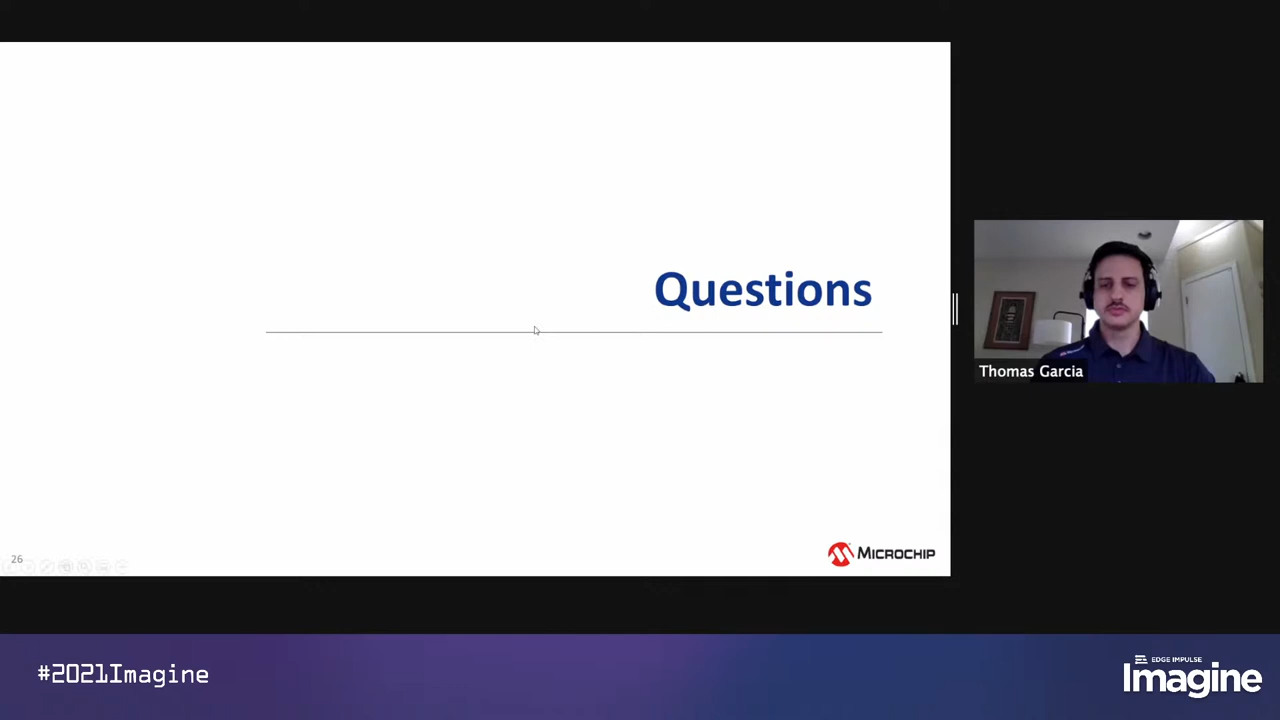 Questions
Thomas Garcia
26
MICROCHIP
#2021Imagine
EDGE IMPULSE
Imagine